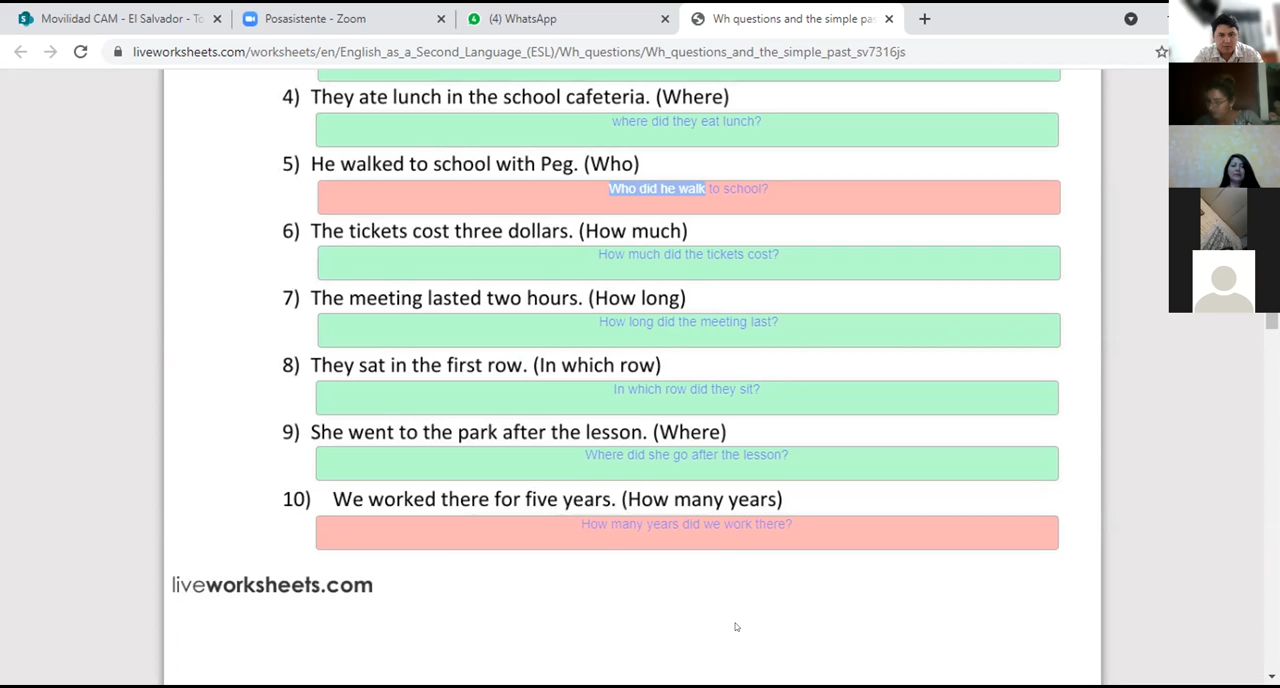 Movilidad CAM - El Salvador - To
Posasistente - Zoom
(4) WhatsApp
Wh questions and the simple pas
liveworksheets.com/worksheets/en/English_as_a_Second_Language_(ESL)/Wh_questions/Wh_questions_and_the_simple_past_sv7316js
4) They ate lunch in the school cafeteria. (Where)
where did they eat lunch?
5) He walked to school with Peg. (Who)
Who did he walk to school?
6) The tickets cost three dollars. (How much)
How much did the tickets cost?
7) The meeting lasted two hours. (How long)
How long did the meeting last?
8) They sat in the first row. (In which row)
In which row did they sit?
9) She went to the park after the lesson. (Where)
Where did she go after the lesson?
10) We worked there for five years. (How many years)
How many years did we work there?
liveworksheets.com